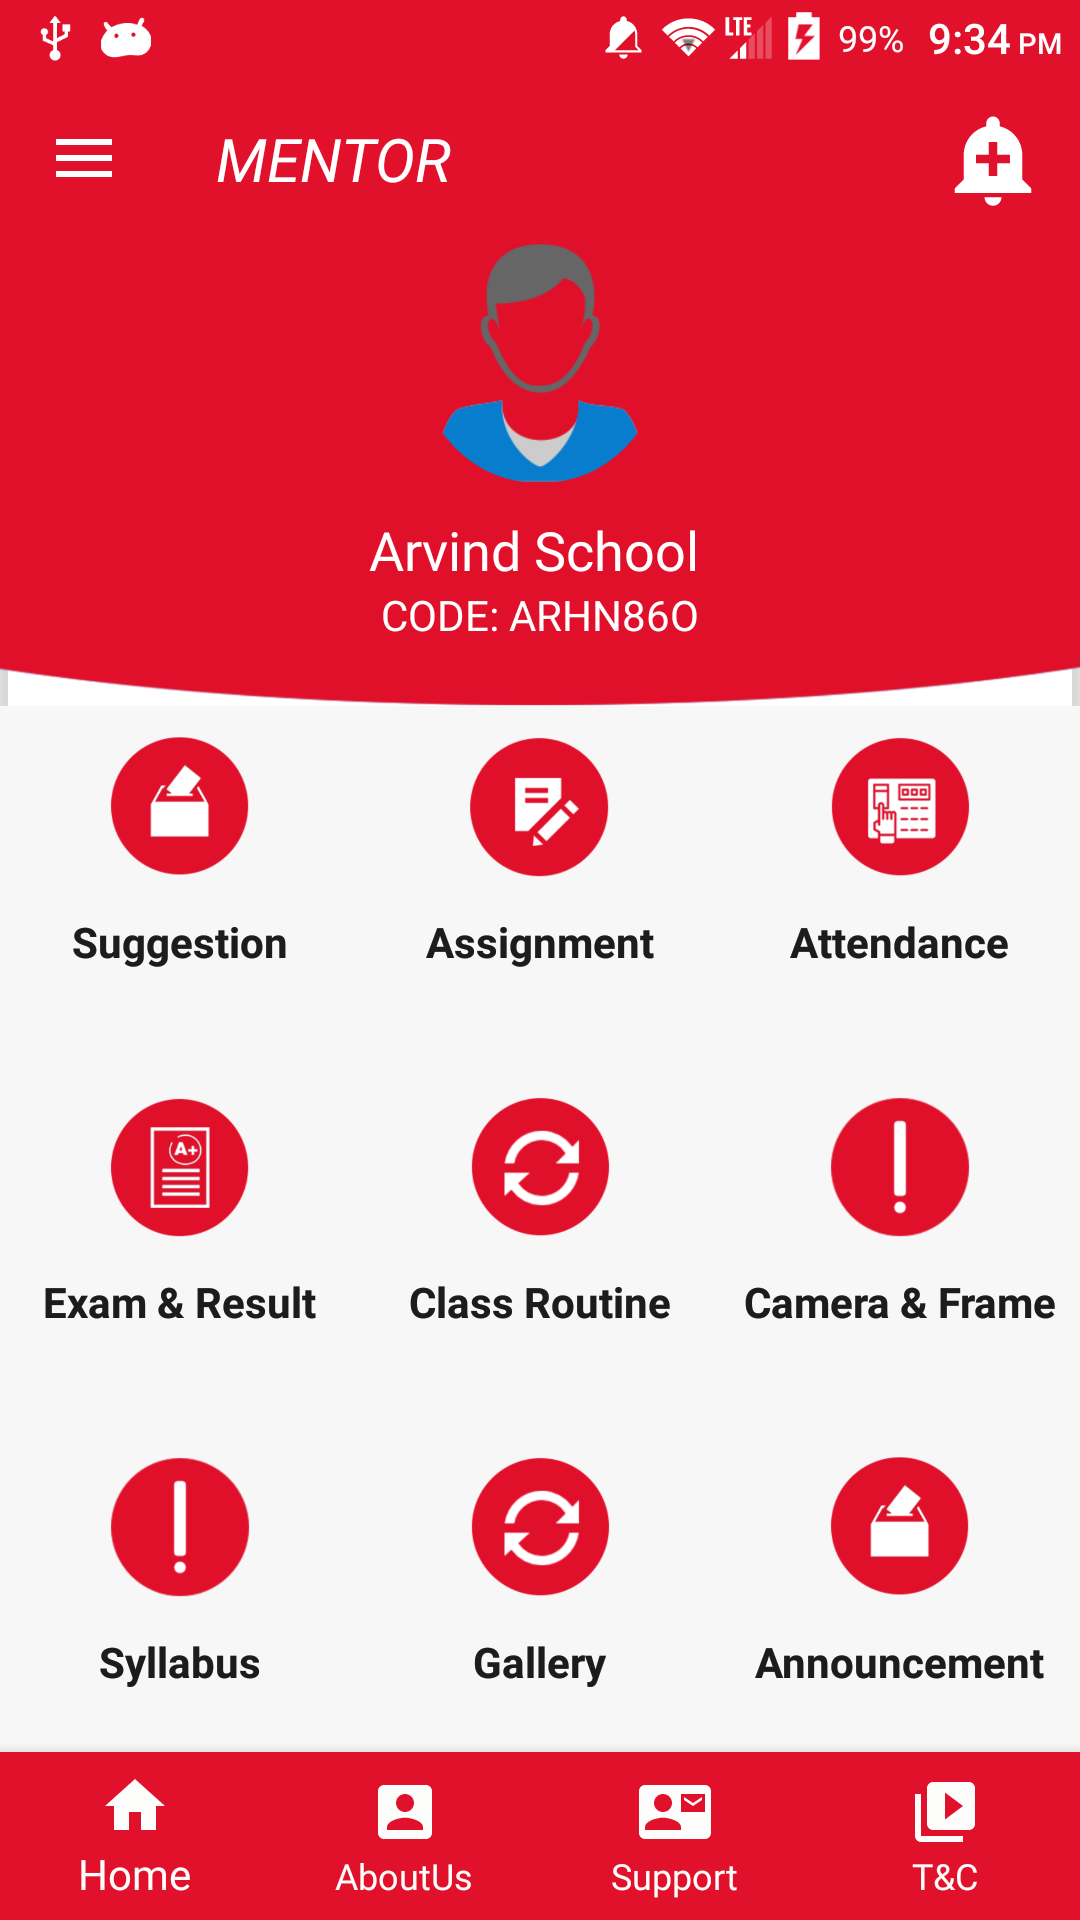 LTE 99% 9:34 PM
MENTOR
Arvind School
CODE: ARHN86O
Suggestion Assignment Attendance
A+
Exam & Result Class Routine Camera & Frame
Syllabus Gallery Announcement
Home AboutUs Support T&C